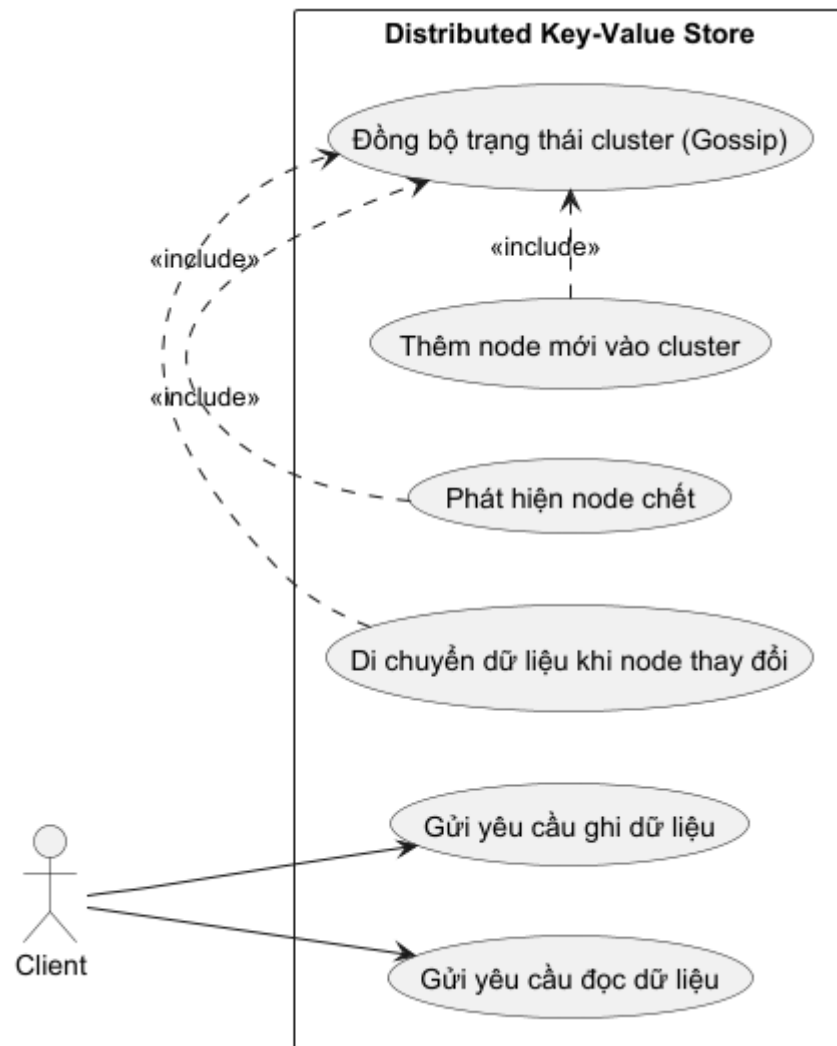 Distributed Key-Value Store
Đồng bộ trạng thái cluster (Gossip)
«include»
«include»
Thêm node mới vào cluster
«include»
Phát hiện node chết
Di chuyển dữ liệu khi node thay đổi
Gửi yêu cầu ghi dữ liệu
Client
Gửi yêu cầu đọc dữ liệu